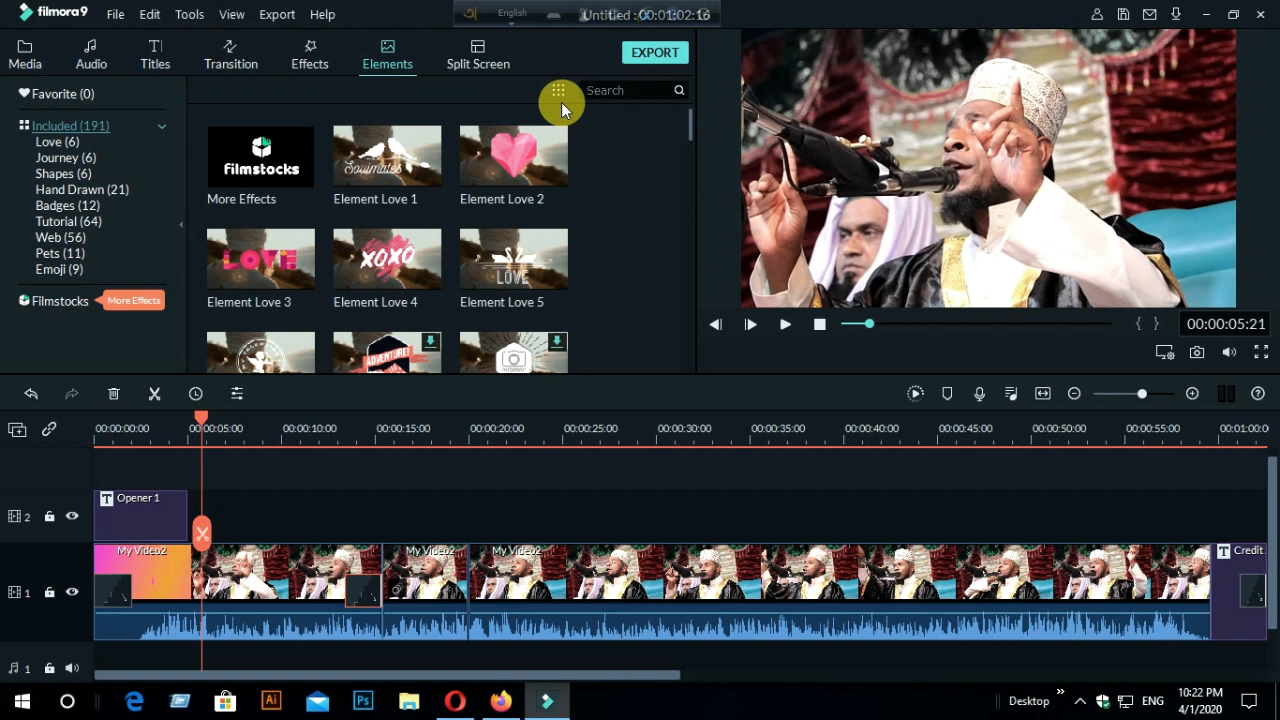 filmora9
File Edit Tools View Export Help
English
Untitled : 00:01:02:16
Media Audio Titles Transition Effects Elements Split Screen
EXPORT
Favorite (0)
Search
Included (191)
Love (6)
Journey (6)
Shapes (6)
Hand Drawn (21)
Badges (12)
Tutorial (64)
Web (56)
Pets (11)
Emoji (9)
Filmstocks More Effects
filmstocks Soulmates
More Effects Element Love 1 Element Love 2
LOVE XOXO LOVE
Element Love 3 Element Love 4 Element Love 5
ADVENTURE!
00:00:05:21
00:00:00:00 00:00:05:00 00:00:10:00 00:00:15:00 00:00:20:00 00:00:25:00 00:00:30:00 00:00:35:00 00:00:40:00 00:00:45:00 00:00:50:00 00:00:55:00 00:01:00:0
T Opener 1
2
My Video2 My Video2 My Video2 T Credit
1
1
Ai Ps Desktop ENG
10:22 PM
4/1/2020